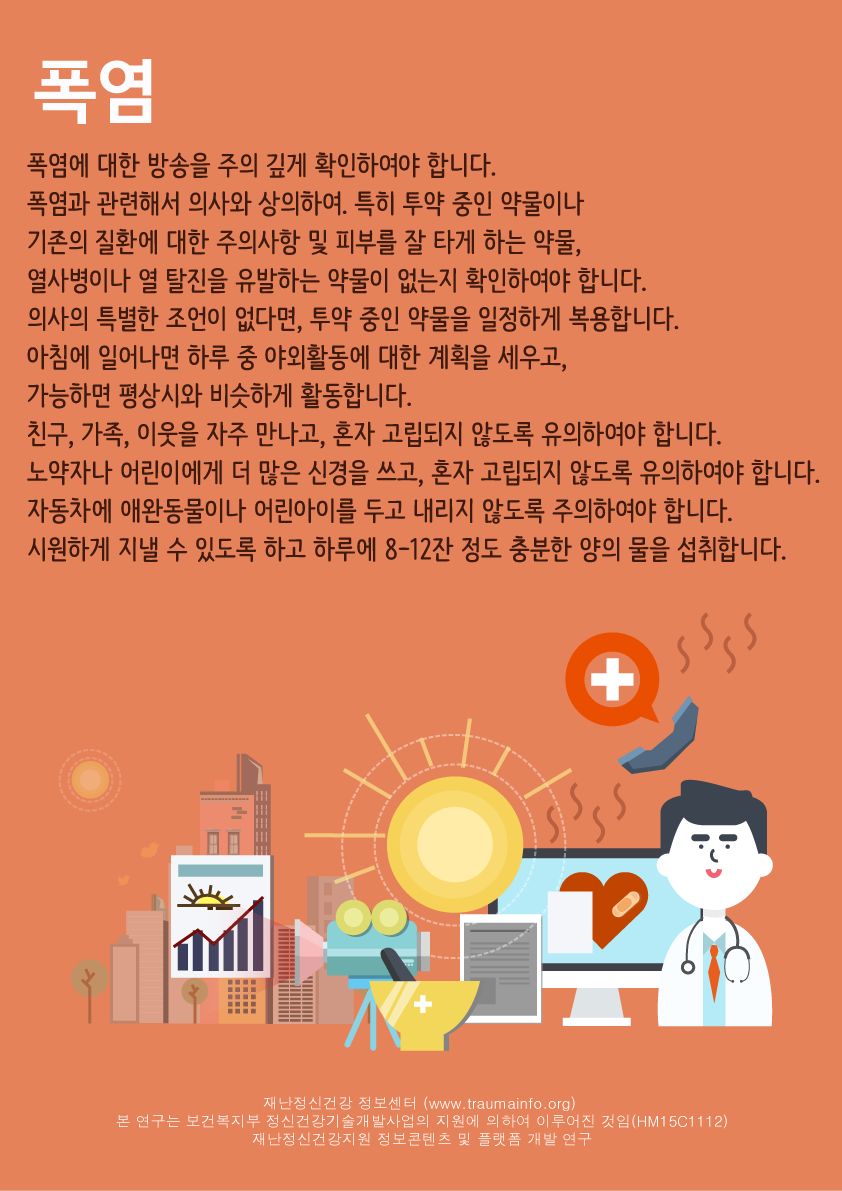 폭염
폭염에 대한 방송을 주의 깊게 확인하여야 합니다.
폭염과 관련해서 의사와 상의하여. 특히 투약 중인 약물이나
기존의 질환에 대한 주의사항 및 피부를 잘 타게 하는 약물,
열사병이나 열 탈진을 유발하는 약물이 없는지 확인하여야 합니다.
의사의 특별한 조언이 없다면, 투약 중인 약물을 일정하게 복용합니다.
아침에 일어나면 하루 중 야외활동에 대한 계획을 세우고,
가능하면 평상시와 비슷하게 활동합니다.
친구, 가족, 이웃을 자주 만나고, 혼자 고립되지 않도록 유의하여야 합니다.
노약자나 어린이에게 더 많은 신경을 쓰고, 혼자 고립되지 않도록 유의하여야 합니다.
자동차에 애완동물이나 어린아이를 두고 내리지 않도록 주의하여야 합니다.
시원하게 지낼 수 있도록 하고 하루에 8-12잔 정도 충분한 양의 물을 섭취합니다.
재난정신건강 정보센터 (www.traumainfo.org)
본 연구는 보건복지부 정신건강기술개발사업의 지원에 의하여 이루어진 것임(HM15C1112)
재난정신건강지원 정보콘텐츠 및 플랫폼 개발 연구